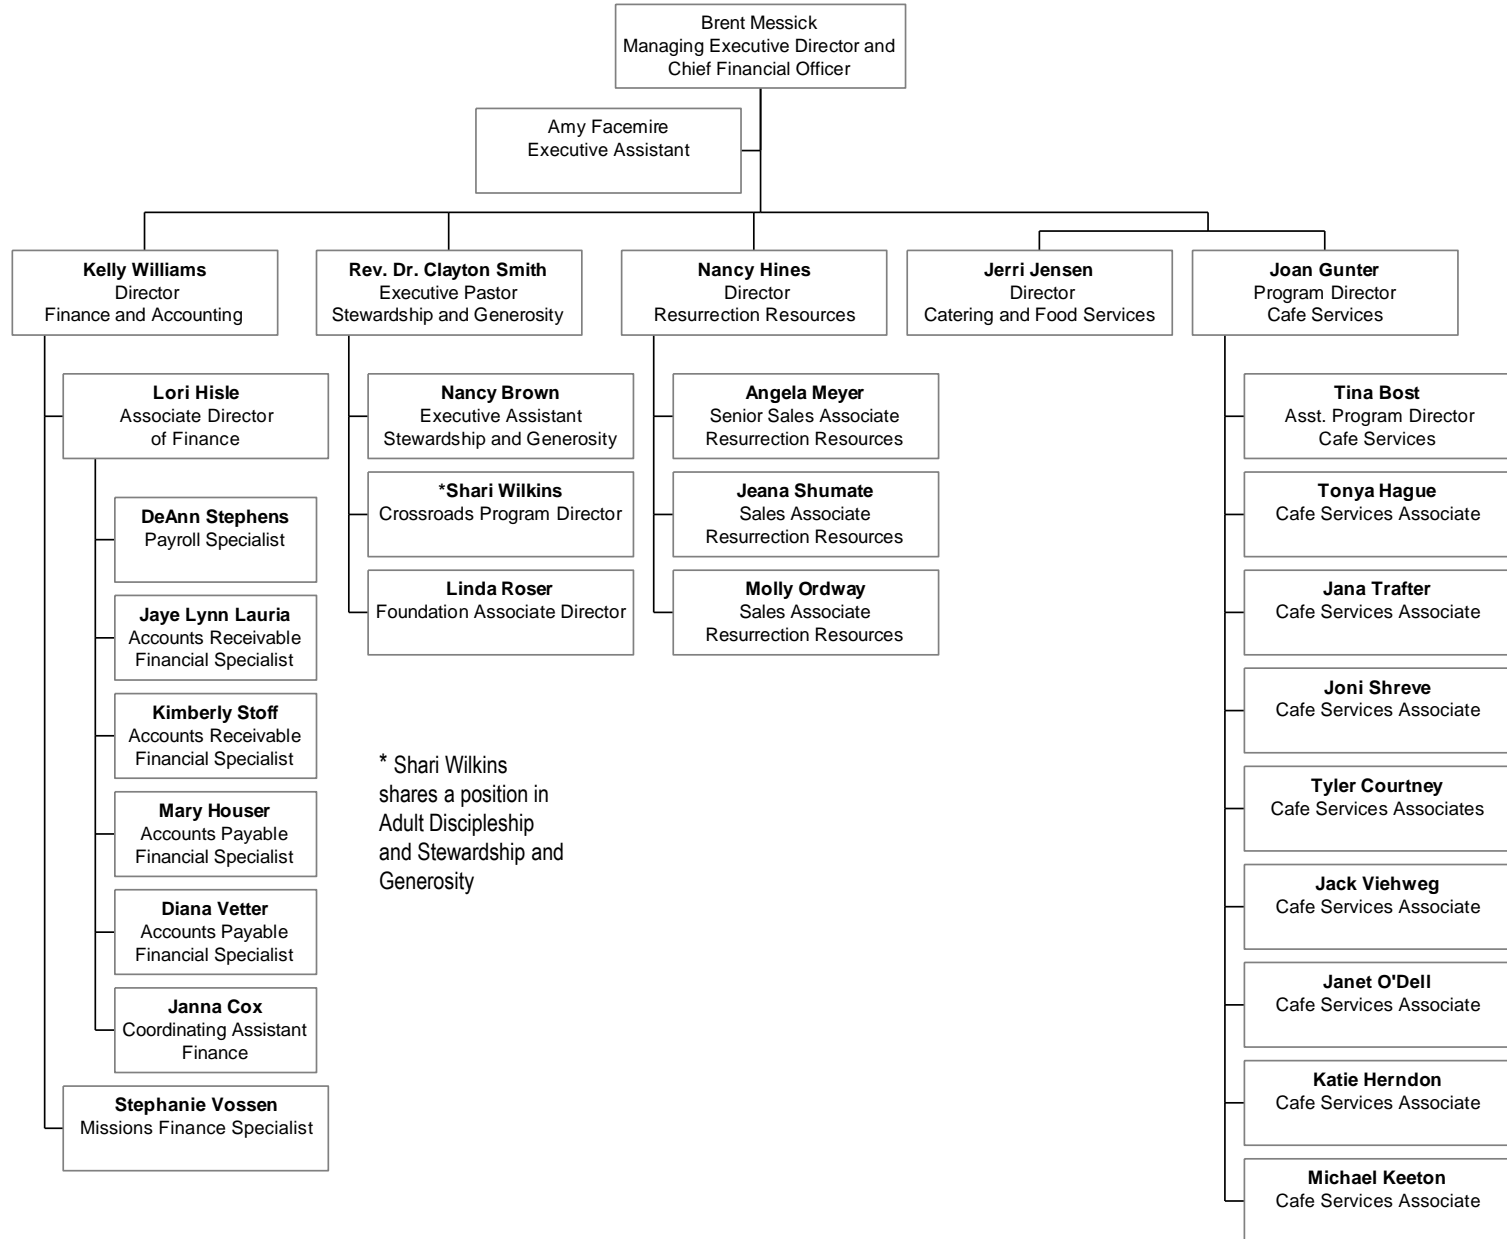 Brent Messick
Managing Executive Director and
Chief Financial Officer
Amy Facemire
Executive Assistant
Kelly Williams
Director
Finance and Accounting
Rev. Dr. Clayton Smith
Executive Pastor
Stewardship and Generosity
Nancy Hines
Director
Resurrection Resources
Jerri Jensen
Director
Catering and Food Services
Joan Gunter
Program Director
Cafe Services
Lori Hisle
Associate Director
of Finance
DeAnn Stephens
Payroll Specialist
Jaye Lynn Lauria
Accounts Receivable
Financial Specialist
Kimberly Stoff
Accounts Receivable
Financial Specialist
Mary Houser
Accounts Payable
Financial Specialist
Diana Vetter
Accounts Payable
Financial Specialist
Janna Cox
Coordinating Assistant
Finance
Stephanie Vossen
Missions Finance Specialist
Nancy Brown
Executive Assistant
Stewardship and Generosity
*Shari Wilkins
Crossroads Program Director
Linda Roser
Foundation Associate Director
* Shari Wilkins
shares a position in
Adult Discipleship
and Stewardship and
Generosity
Angela Meyer
Senior Sales Associate
Resurrection Resources
Jeana Shumate
Sales Associate
Resurrection Resources
Molly Ordway
Sales Associate
Resurrection Resources
Tina Bost
Asst. Program Director
Cafe Services
Tonya Hague
Cafe Services Associate
Jana Trafter
Cafe Services Associate
Joni Shreve
Cafe Services Associate
Tyler Courtney
Cafe Services Associates
Jack Viehweg
Cafe Services Associate
Janet O'Dell
Cafe Services Associate
Katie Herndon
Cafe Services Associate
Michael Keeton
Cafe Services Associate